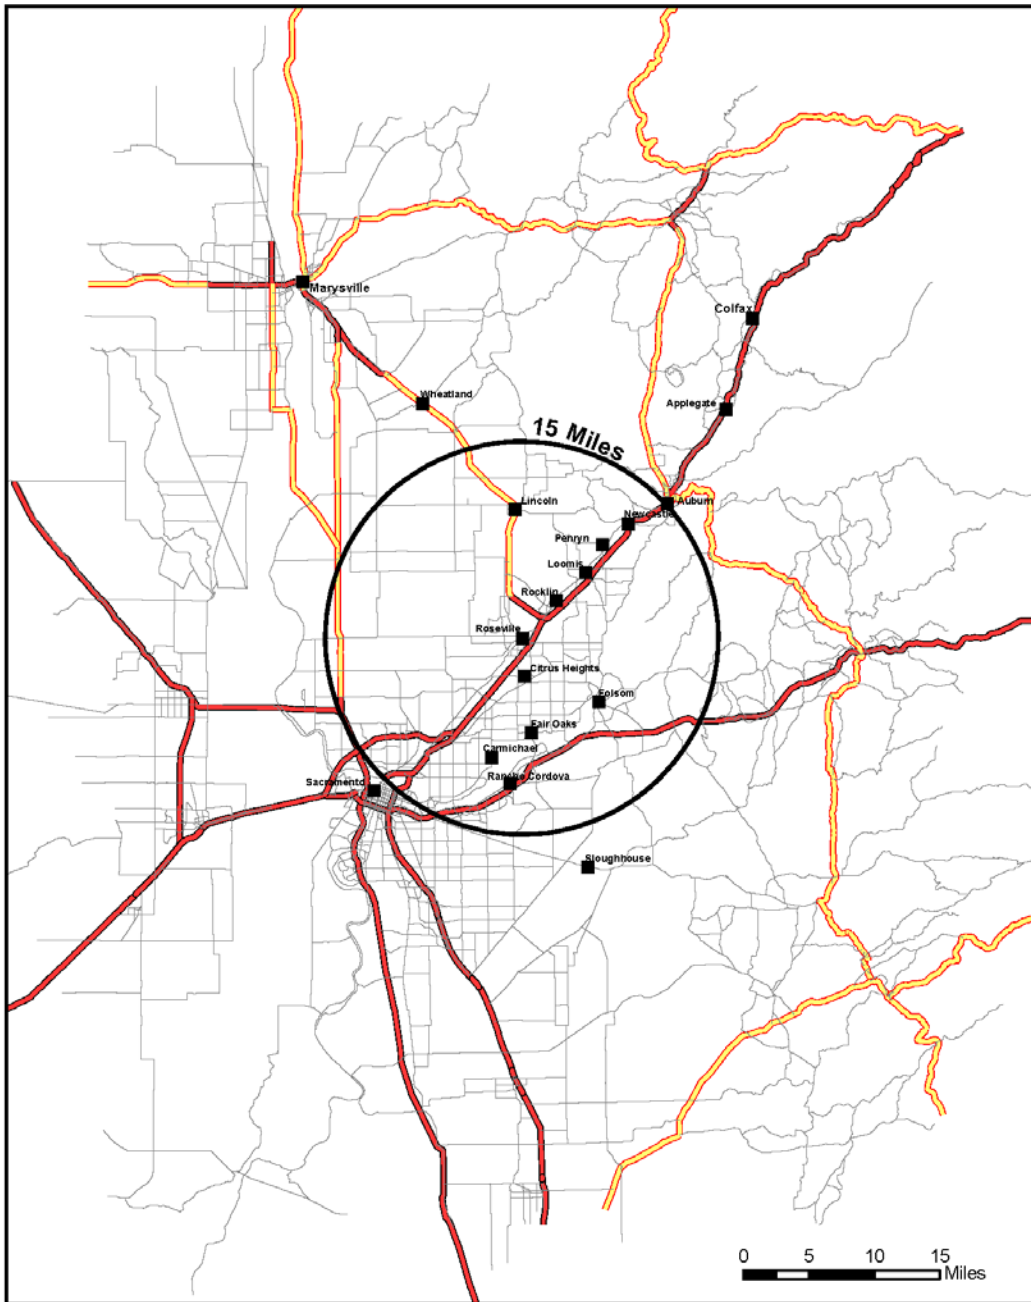 Marysville
Colfax
Wheatland
Applegate
15 Miles
Lincoln
Auburn
Newcastle
Penryn
Loomis
Rocklin
Roseville
Citrus Heights
Folsom
Fair Oaks
Carmichael
Rancho Cordova
Sacramento
Sloughhouse
0 5 10 15
Miles